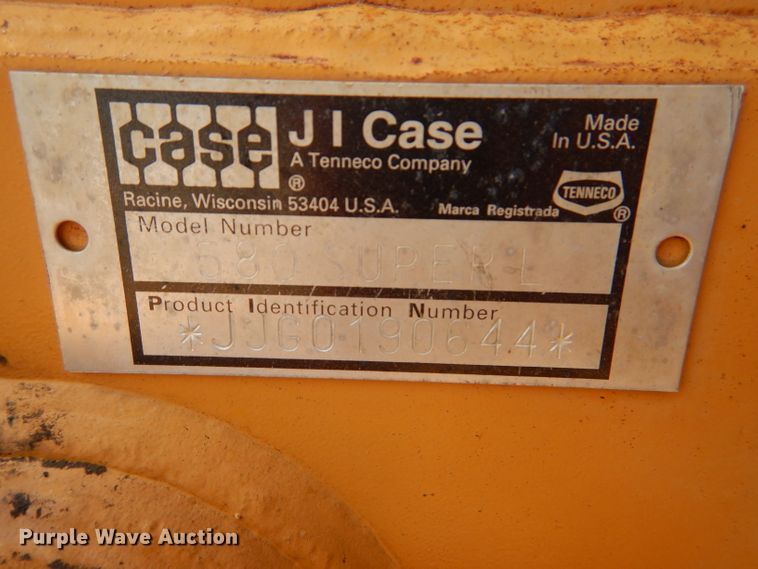 case
®
J I Case
A Tenneco Company
Made
In U.S.A.
Racine, Wisconsin 53404 U.S.A.
Marca Registrada
TENNECO
®
Model Number
580 SUPER L
Product Identification Number
*JJG0190644*
Purple Wave Auction